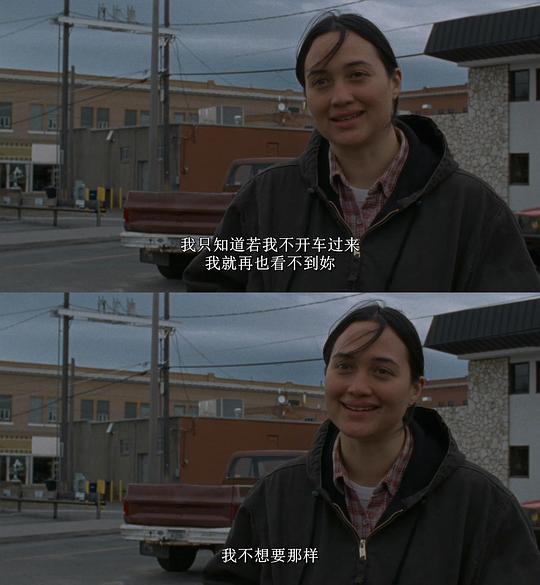 我只知道若我不开车过来
我就再也看不到妳
我不想要那样